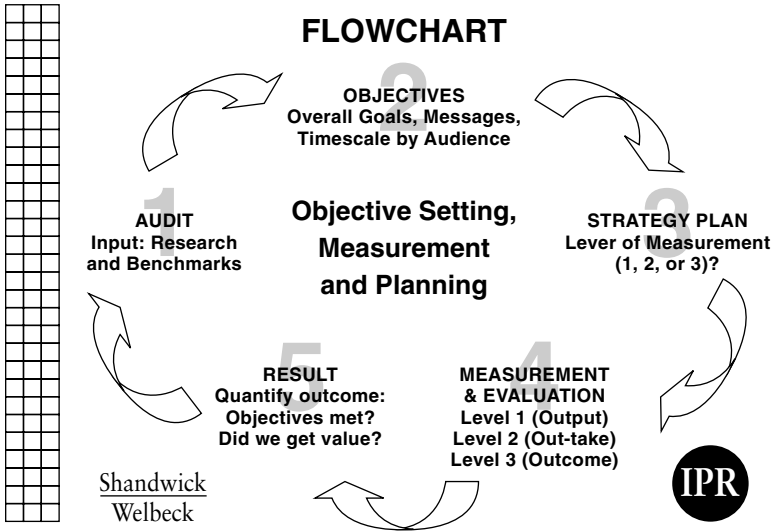 FLOWCHART
1
AUDIT
Input: Research
and Benchmarks
2
OBJECTIVES
Overall Goals, Messages,
Timescale by Audience
3
STRATEGY PLAN
Lever of Measurement
(1, 2, or 3)?
Objective Setting,
Measurement
and Planning
4
MEASUREMENT
& EVALUATION
Level 1 (Output)
Level 2 (Out-take)
Level 3 (Outcome)
5
RESULT
Quantify outcome:
Objectives met?
Did we get value?
Shandwick
Welbeck
IPR